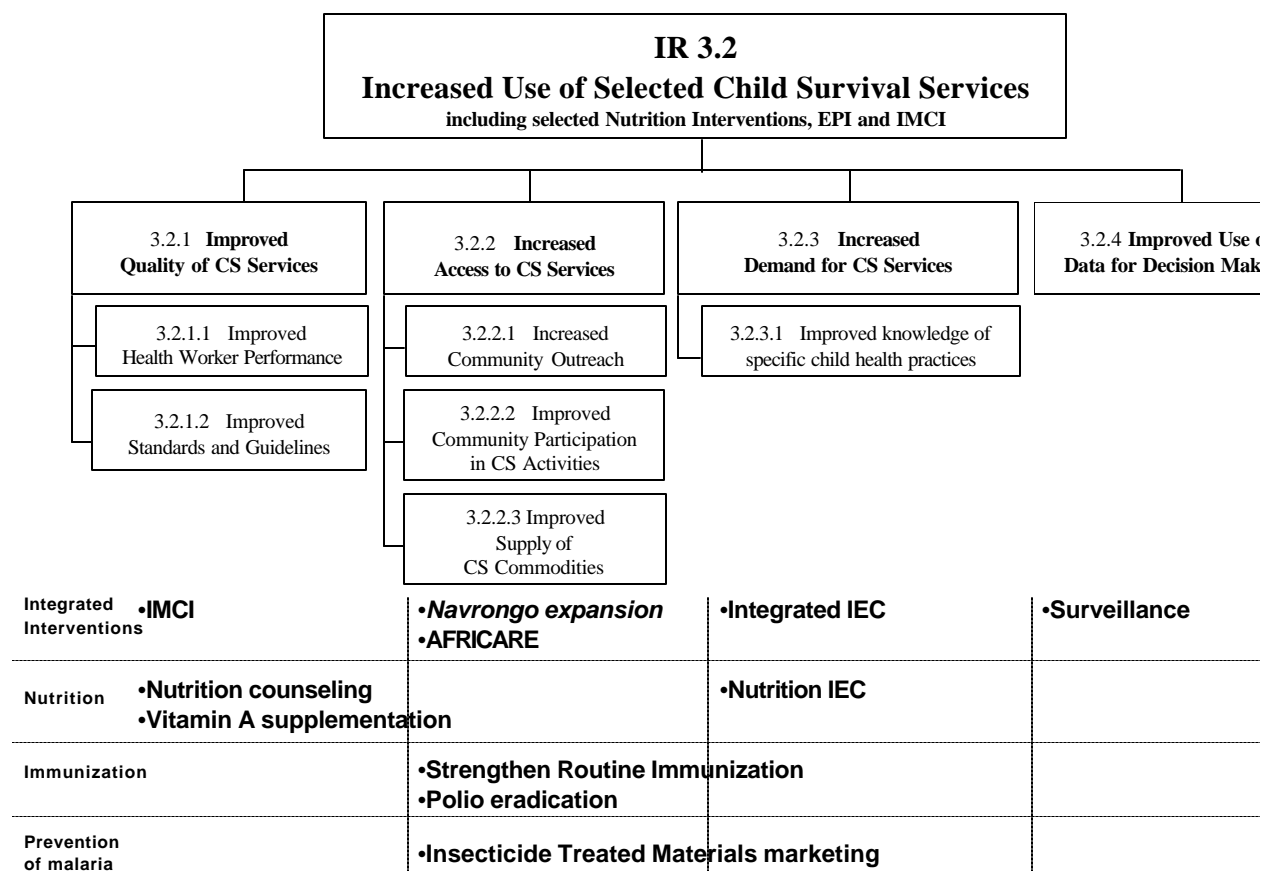 IR 3.2
Increased Use of Selected Child Survival Services
including selected Nutrition Interventions, EPI and IMCI
3.2.1 Improved
Quality of CS Services
3.2.2 Increased
Access to CS Services
3.2.3 Increased
Demand for CS Services
3.2.4 Improved Use
Data for Decision
3.2.1.1 Improved
Health Worker Performance
3.2.1.2 Improved
Standards and Guidelines
3.2.2.1 Increased
Community Outreach
3.2.2.2 Improved
Community Participation
in CS Activities
3.2.2.3 Improved
Supply of
CS Commodities
3.2.3.1 Improved knowledge of
specific child health practices
Integrated
Interventions
•IMCI
•Navrongo expansion
•AFRICARE
•Integrated IEC
•Surveillance
Nutrition
•Nutrition counseling
•Vitamin A supplementation
•Nutrition IEC
Immunization
•Strengthen Routine Immunization
•Polio eradication
Prevention
of malaria
•Insecticide Treated Materials marketing